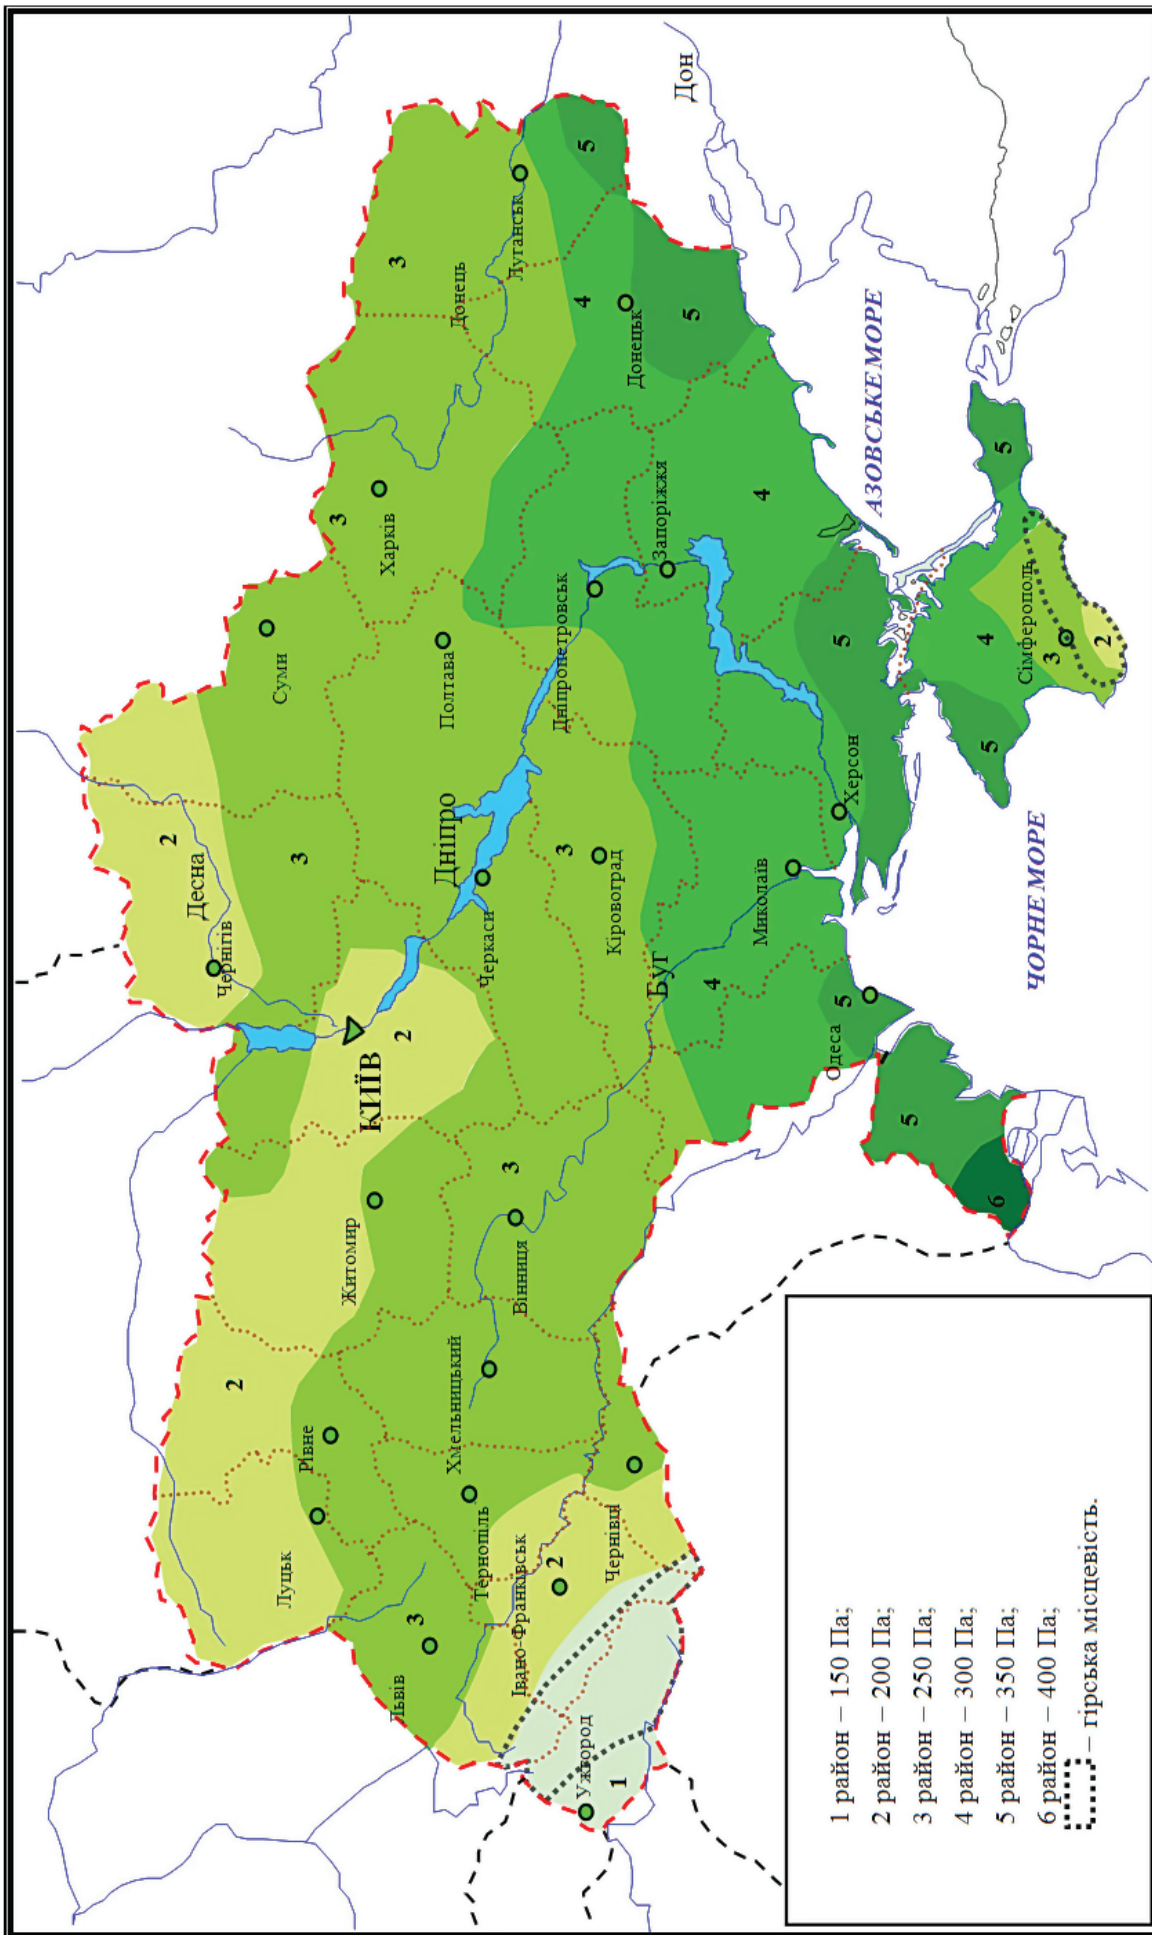 Чернігів
Десна
2
3
Суми
3
Харків
3
Донець
Луганськ
КИЇВ
2
Дніпро
Полтава
Черкаси
3
Кіровоград
Дніпропетровськ
Запоріжжя
4
Донецьк
5
5
Дон
Луцьк
Рівне
2
Житомир
Львів
3
Тернопіль
Хмельницький
Вінниця
3
Івано-Франківськ
2
Чернівці
Ужгород
1
Буг
4
Миколаїв
Херсон
5
4
Одеса
5
5
6
АЗОВСЬКЕ МОРЕ
ЧОРНЕ МОРЕ
5
4
5
Сімферополь
3
2
1 район – 150 Па;
2 район – 200 Па;
3 район – 250 Па;
4 район – 300 Па;
5 район – 350 Па;
6 район – 400 Па;
– гірська місцевість.